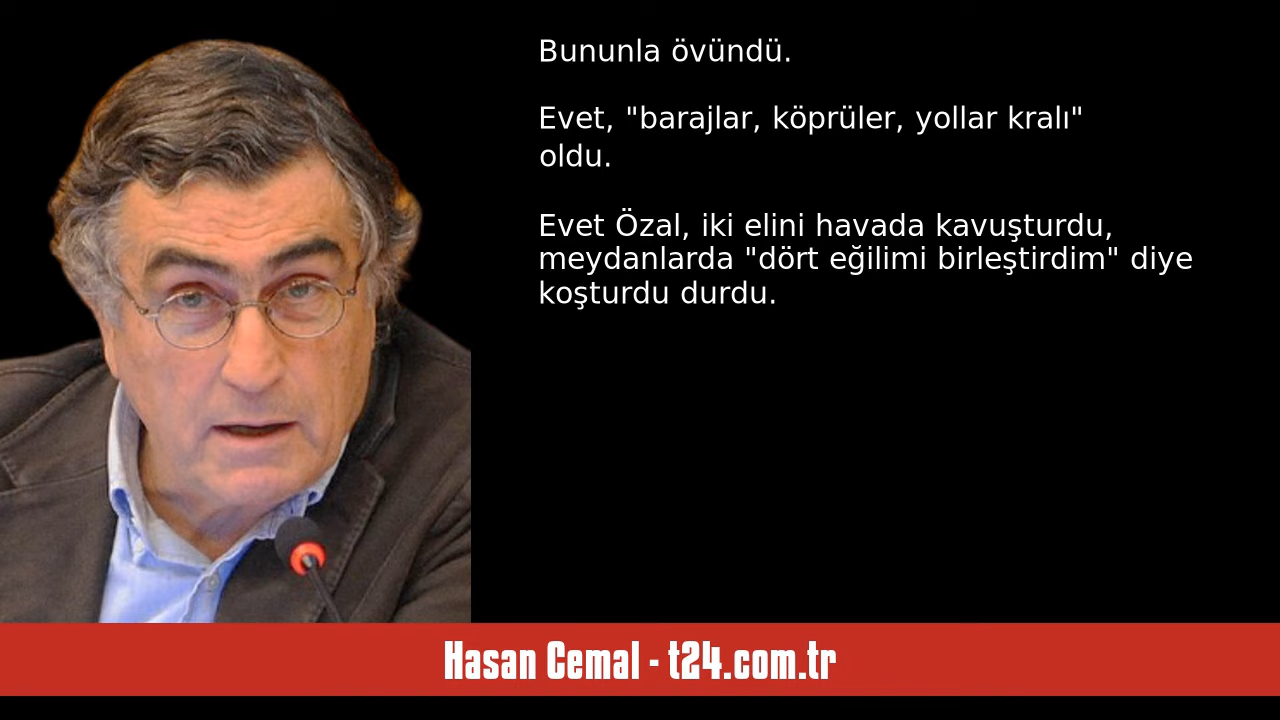 Bununla övündü.
Evet, "barajlar, köprüler, yollar kralı"
oldu.
Evet Özal, iki elini havada kavuşturdu,
meydanlarda "dört eğilimi birleştirdim" diye
koşturdu durdu.
Hasan Cemal - t24.com.tr